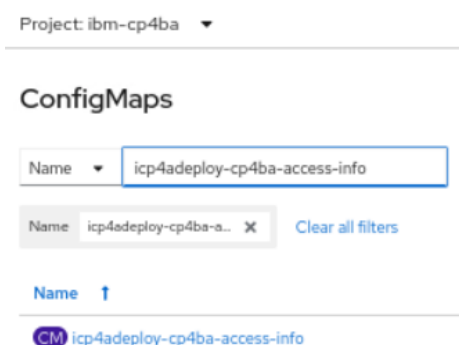 Project: ibm-cp4ba
ConfigMaps
Name icp4adeploy-cp4ba-access-info
Name icp4adeploy-cp4ba-a... Clear all filters
Name
CM icp4adeploy-cp4ba-access-info